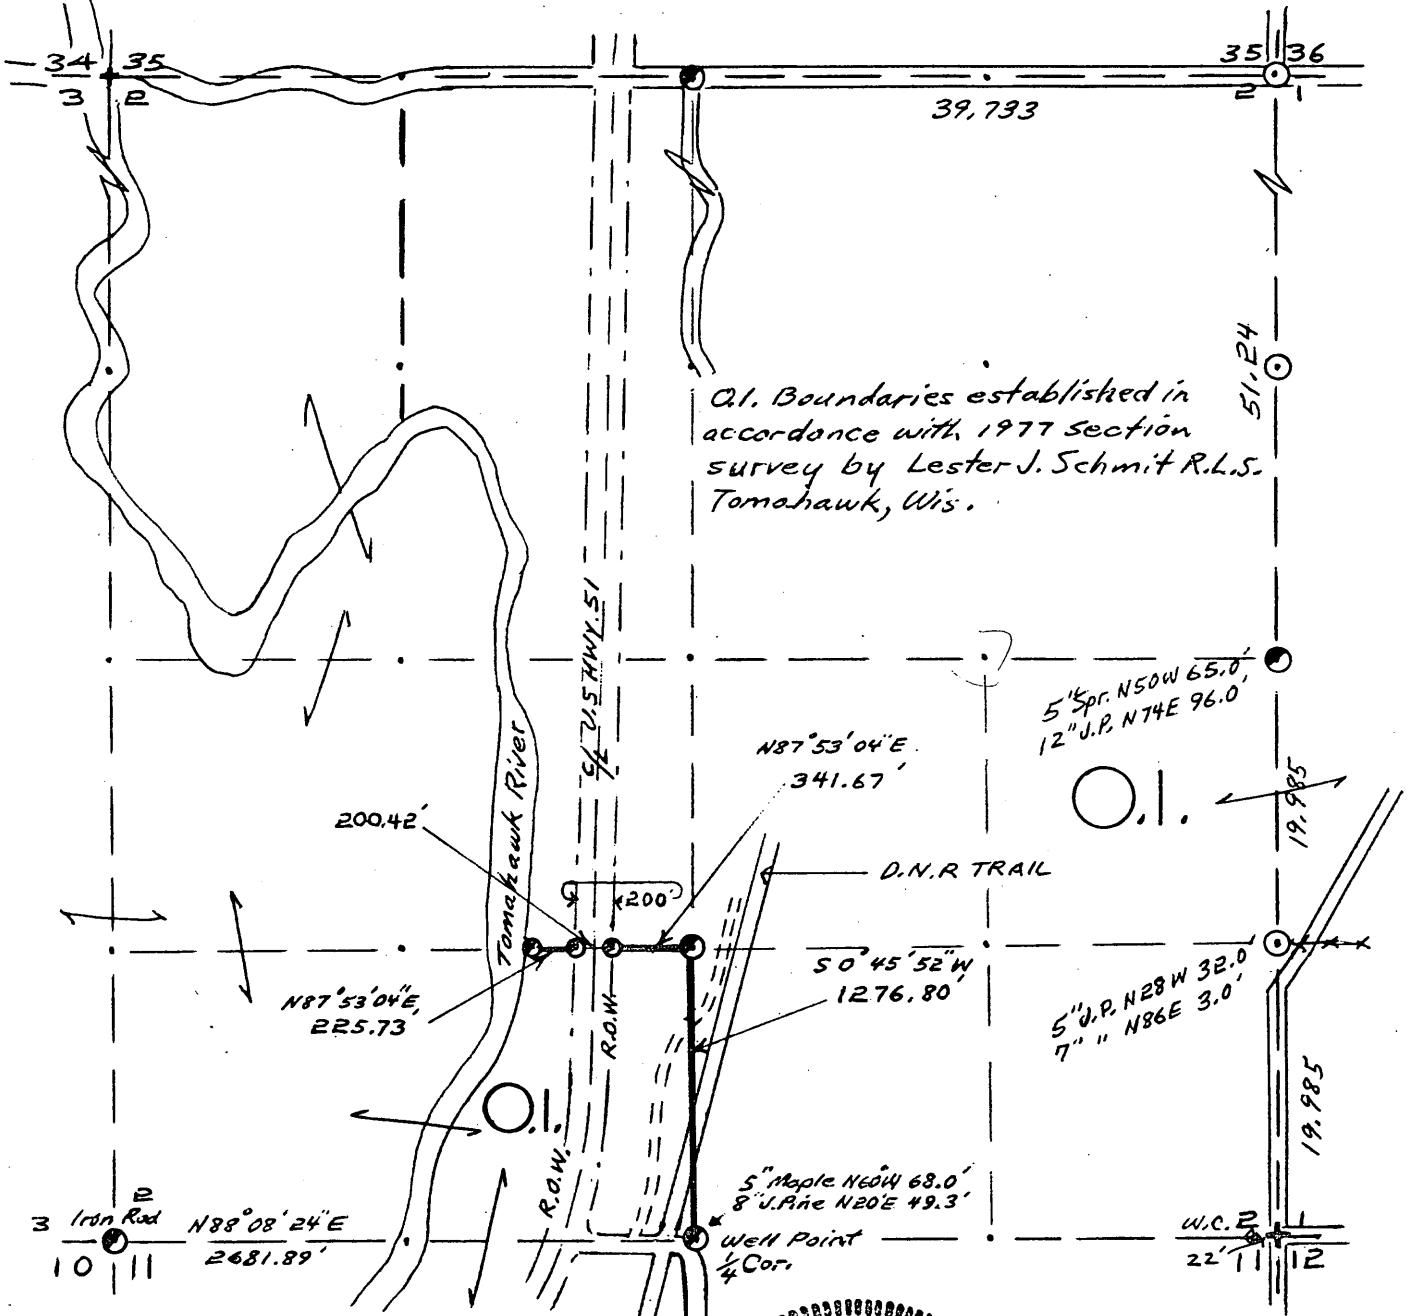 34 35
35 36
3 2
2 1
39,733
51.24
O.I. Boundaries established in
accordance with 1977 section
survey by Lester J. Schmit R.L.S.
Tomahawk, Wis.
C/L U.S HWY. 51
5" Spr. N50W 65.0'
12" J.P. N74E 96.0'
Tomahawk River
N87°53'04"E
341.67'
O.I.
19.985
200.42'
D.N.R TRAIL
200'
S0°45'52"W
1276.80'
N87°53'04"E
225.73'
R.O.W.
5" J.P. N28W 32.0'
7" " N86E 3.0'
O.I.
19.985
R.O.W.
5" Maple N60°W 68.0'
8" J.Pine N20°E 49.3'
3 2
Iron Rod
10 11
N88°08'24"E
2681.89'
Well Point
1/4 Cor.
W.C. 2 1
22' 11 12